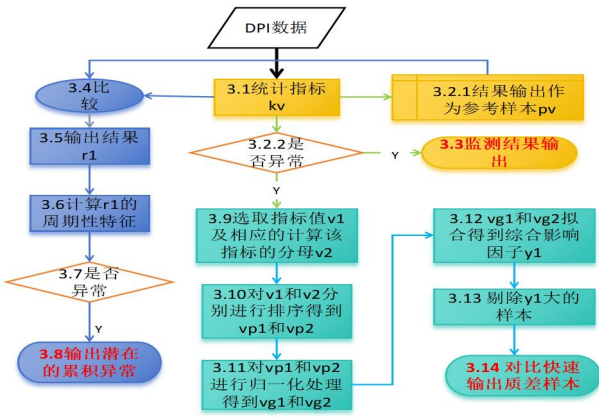 DPI数据
3.4比
较
3.1统计指标
kv
3.2.1结果输出作
为参考样本pv
3.5输出结果
r1
3.2.2是
否异常
Y
3.3监测结果输
出
Y
3.6计算r1的
周期性特征
3.9选取指标值v1
及相应的计算该
指标的分母v2
3.12 vg1和vg2拟
合得到综合影响
因子y1
3.7是否
异常
3.10对v1和v2分
别进行排序得到
vp1和vp2
3.13 剔除y1大的
样本
Y
3.8输出潜在
的累积异常
3.11对vp1和vp2
进行归一化处理
得到vg1和vg2
3.14 对比快速
输出质差样本